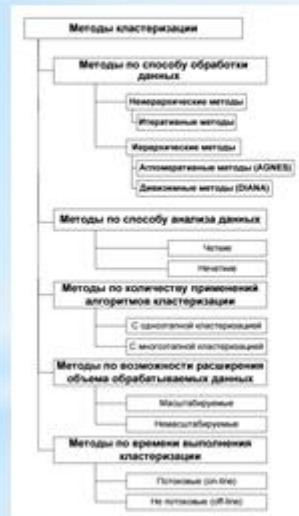 Методы кластеризации
Методы по способу обработки
данных
Неиерархические методы
Итеративные методы
Иерархические методы
Агломеративные методы (AGNES)
Дивизимные методы (DIANA)
Методы по способу анализа данных
Четкие
Нечеткие
Методы по количеству применений
алгоритмов кластеризации
С одноэтапной кластеризацией
С многоэтапной кластеризацией
Методы по возможности расширения
объема обрабатываемых данных
Масштабируемые
Немасштабируемые
Методы по времени выполнения
кластеризации
Потоковые (on-line)
Не потоковые (off-line)